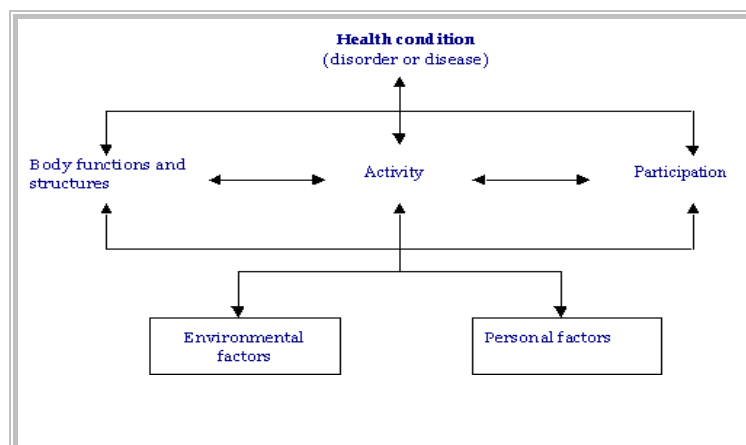 Health condition
(disorder or disease)
Body functions and
structures
Activity
Participation
Environmental
factors
Personal factors